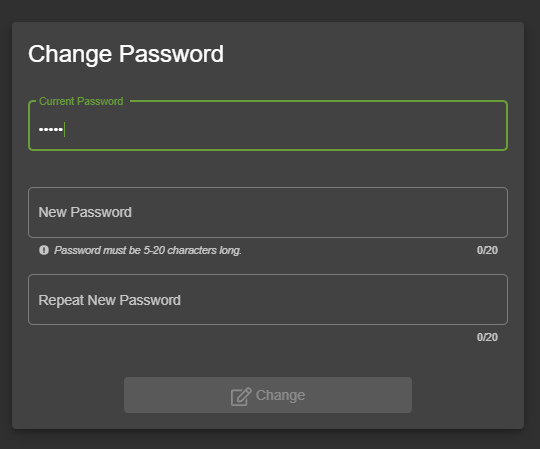 Change Password
Current Password
•••••
New Password
Password must be 5-20 characters long.
0/20
Repeat New Password
0/20
Change